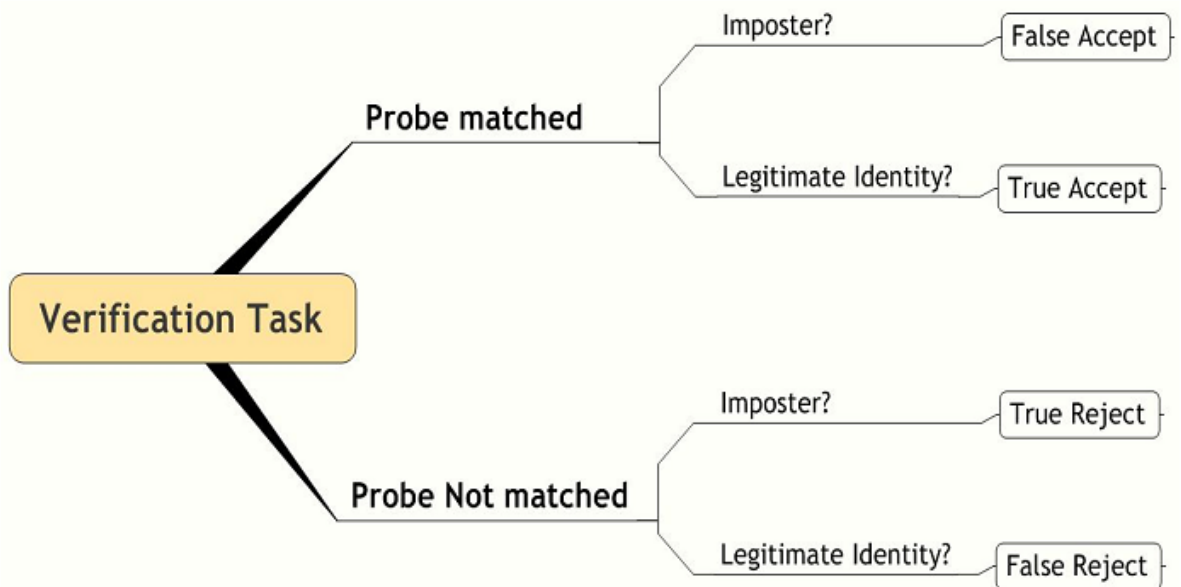 Imposter?
False Accept
Probe matched
Legitimate Identity?
True Accept
Verification Task
Imposter?
True Reject
Probe Not matched
Legitimate Identity?
False Reject